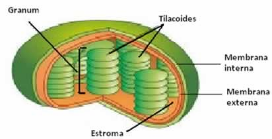 Granum
Tilacoides
Membrana
interna
Membrana
externa
Estroma